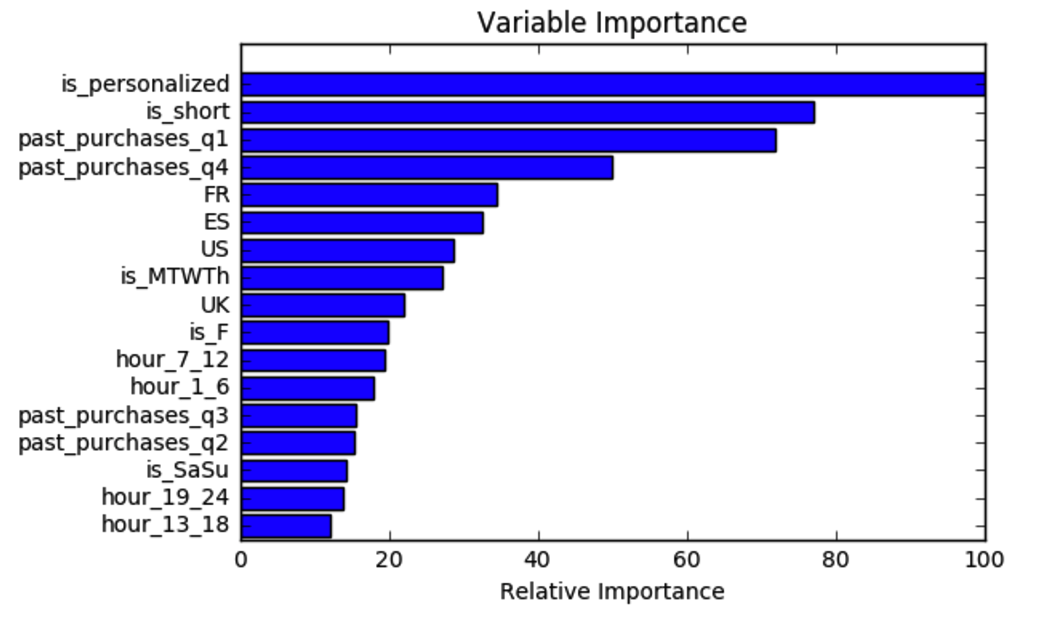 Variable Importance
is_personalized
is_short
past_purchases_q1
past_purchases_q4
FR
ES
US
is_MTWTh
UK
is_F
hour_7_12
hour_1_6
past_purchases_q3
past_purchases_q2
is_SaSu
hour_19_24
hour_13_18
0 20 40 60 80 100
Relative Importance